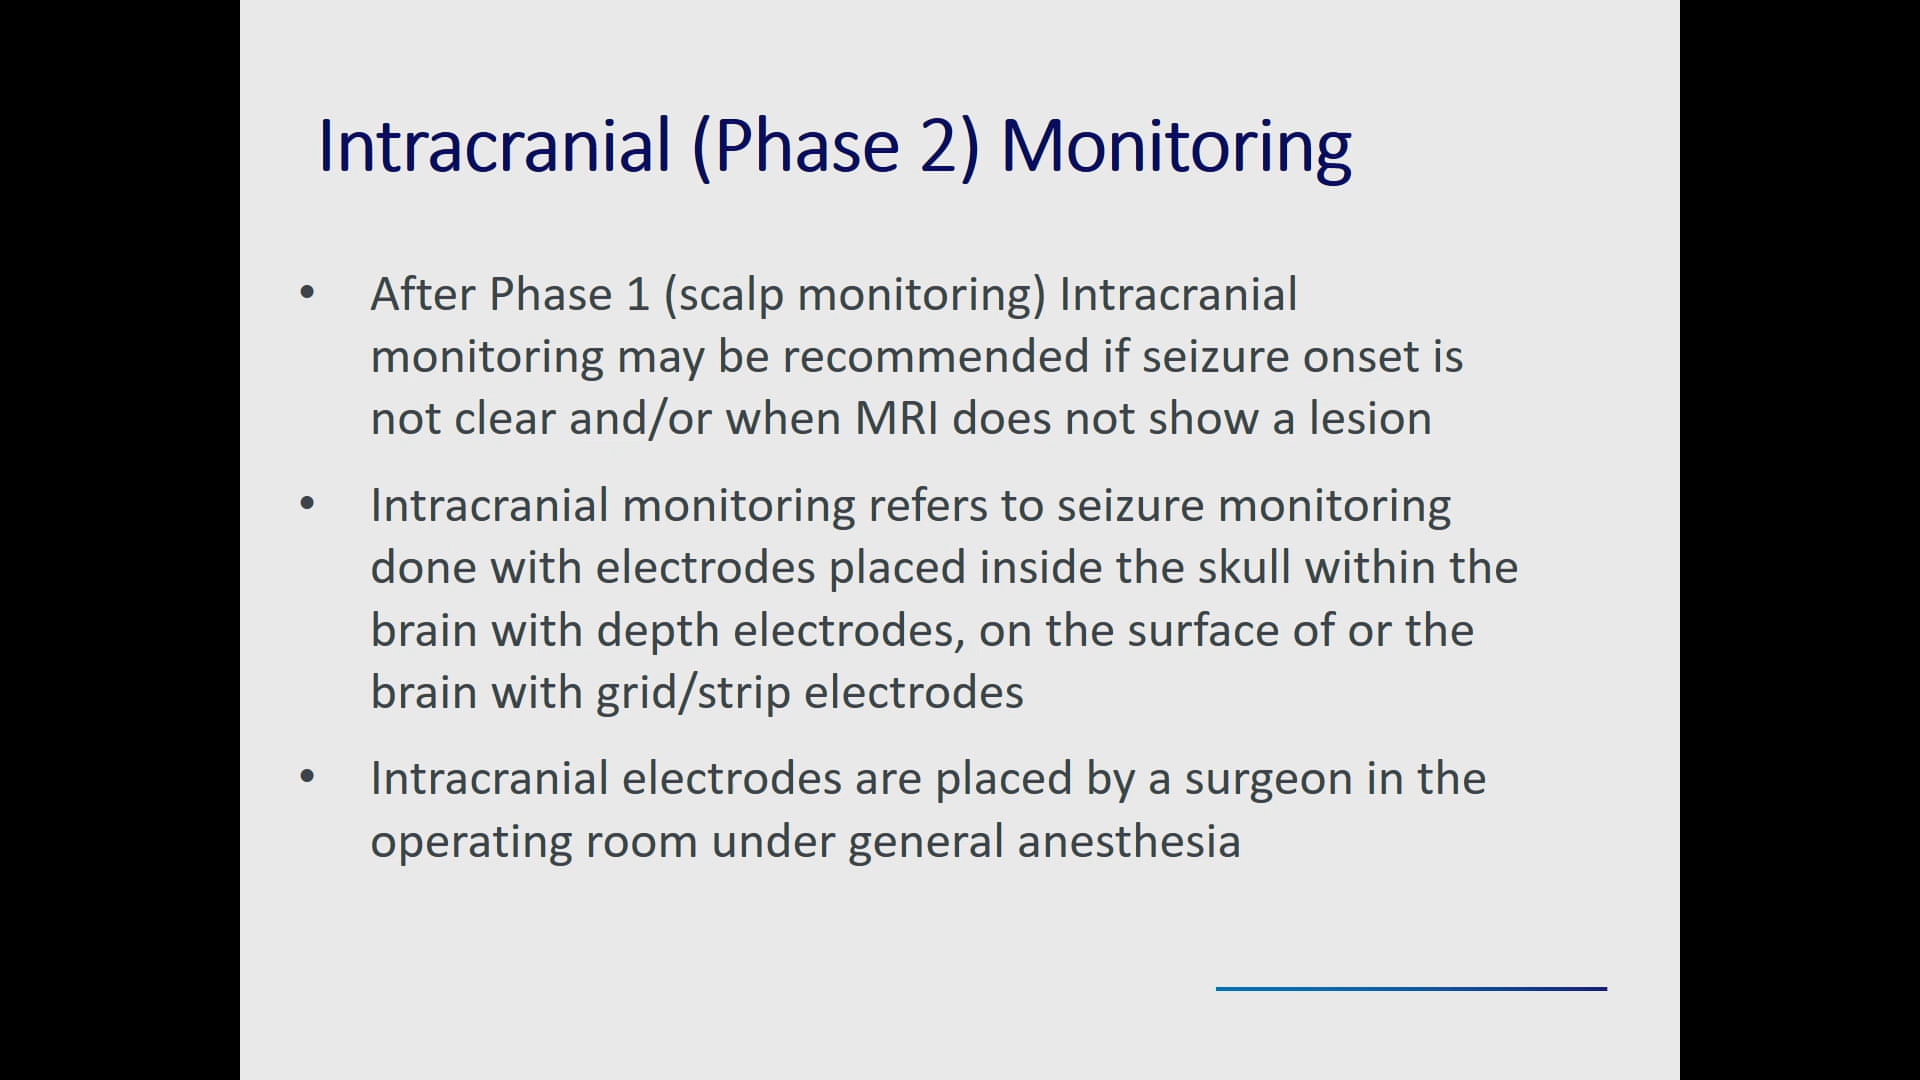 Intracranial (Phase 2) Monitoring
• After Phase 1 (scalp monitoring) Intracranial
monitoring may be recommended if seizure onset is
not clear and/or when MRI does not show a lesion
• Intracranial monitoring refers to seizure monitoring
done with electrodes placed inside the skull within the
brain with depth electrodes, on the surface of or the
brain with grid/strip electrodes
• Intracranial electrodes are placed by a surgeon in the
operating room under general anesthesia